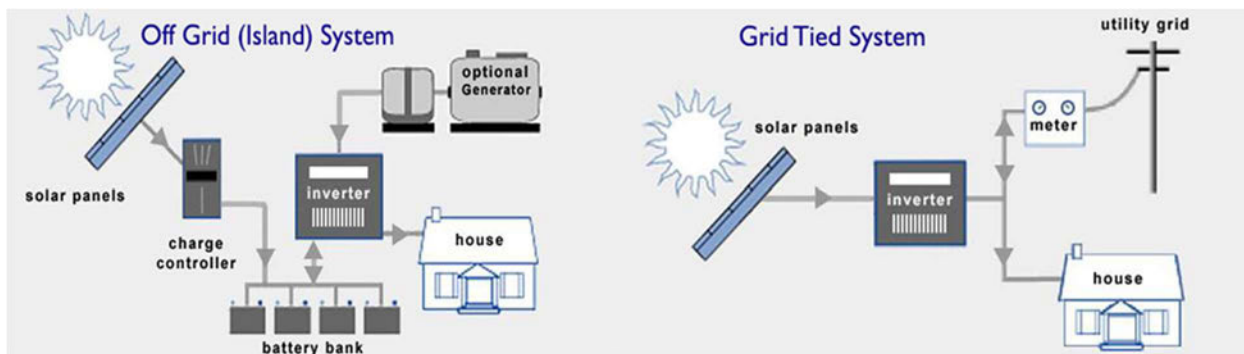 Off Grid (Island) System
optional
Generator
solar panels
inverter
charge
controller
house
battery bank
Grid Tied System
utility grid
solar panels
meter
inverter
house